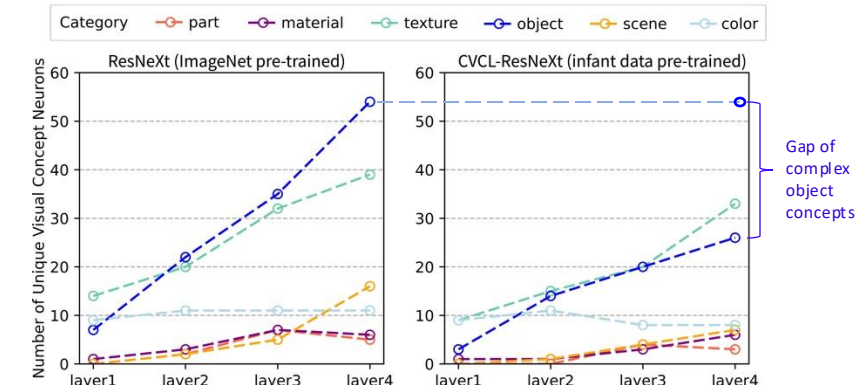 Category part material texture object scene color
ResNeXt (ImageNet pre-trained) CVCL-ResNeXt (infant data pre-trained)
Number of Unique Visual Concept Neurons
60
50
40
30
20
10
0
layer1 layer2 layer3 layer4
60
50
40
30
20
10
0
layer1 layer2 layer3 layer4
Gap of
complex
object
concepts